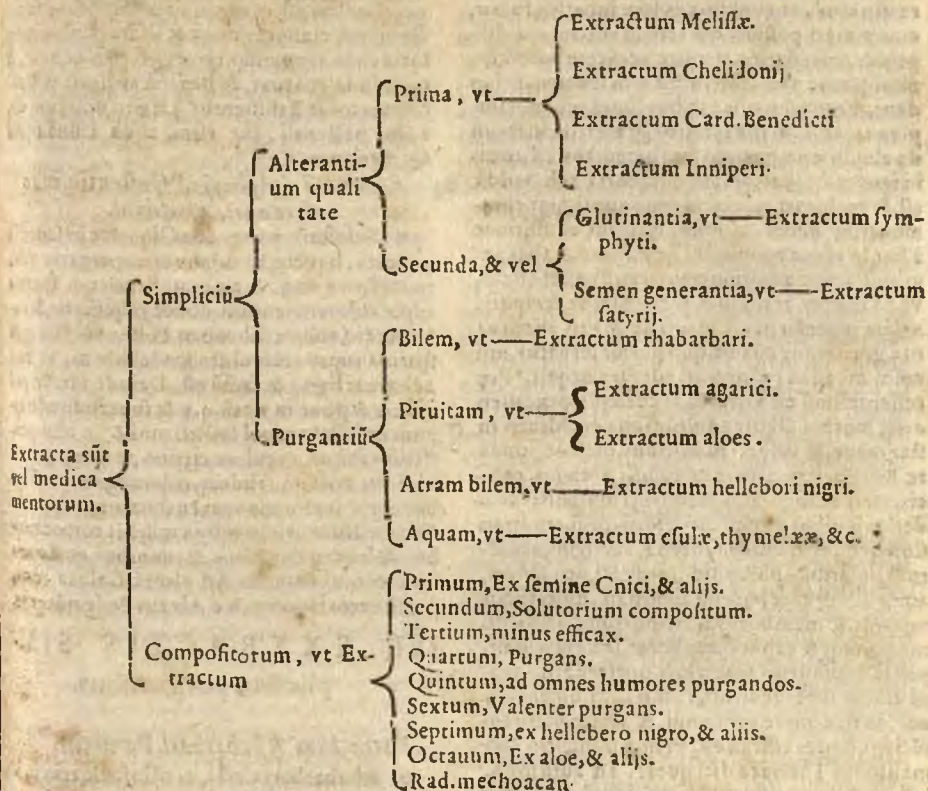 Extracta sūt vel medica mentorum.
Simpliciū
Alteranti-
um quali
tate
Prima, vt
Extractum Melissæ.
Extractum Chelidonij
Extractum Card. Benedicti
Extractum Inniperi.
Secunda, & vel
Glutinantia, vt——Extractum ſym-
phyti.
Semen generantia, vt——Extractum
ſatyrij.
Purgantiū
Bilem, vt——Extractum rhabarbari.
Pituitam, vt——
Extractum agarici.
Extractum aloes.
Atram bilem, vt——Extractum hellebori nigri.
Aquam, vt——Extractum eſulæ, thymelææ, &c.
Compoſitorum, vt Ex-
tractum
Primum, Ex ſemine Cnici, & alijs.
Secundum, Solutorium compoſitum.
Tertium, minus efficax.
Quartum, Purgans.
Quintum, ad omnes humores purgandos.
Sextum, Valenter purgans.
Septimum, ex hellebero nigro, & aliis.
Octauum, Ex aloe, & alijs.
Rad. mechoacan.